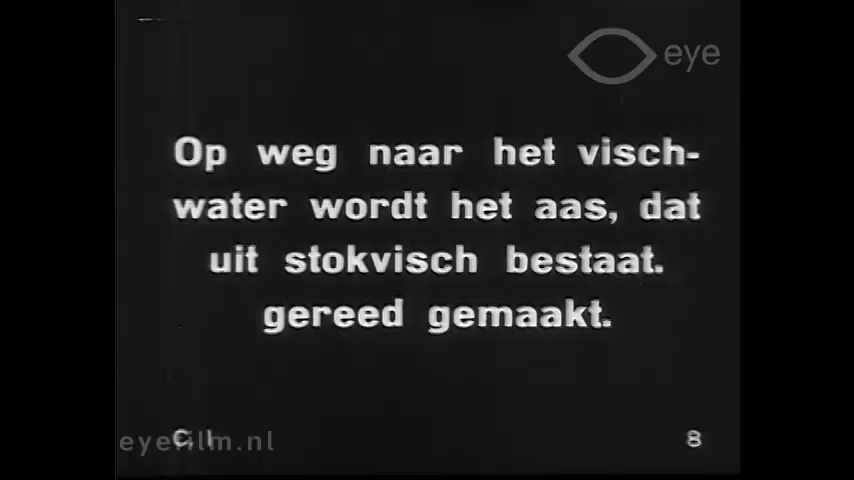 eye
Op weg naar het visch-
water wordt het aas, dat
uit stokvisch bestaat.
gereed gemaakt.
C. 1
8
eyefilm.nl